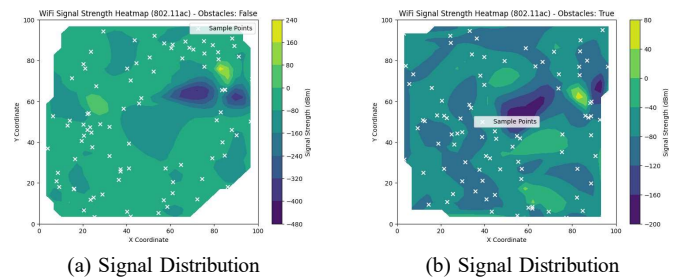 WiFi Signal Strength Heatmap (802.11ac) - Obstacles: False
Sample Points
Y Coordinate
100
80
60
40
20
0
0 20 40 60 80 100
X Coordinate
240
160
80
0
-80
-160
-240
-320
-400
-480
Signal Strength (dBm)
(a) Signal Distribution
WiFi Signal Strength Heatmap (802.11ac) - Obstacles: True
Sample Points
Y Coordinate
100
80
60
40
20
0
0 20 40 60 80 100
X Coordinate
80
40
0
-40
-80
-120
-160
-200
Signal Strength (dBm)
(b) Signal Distribution